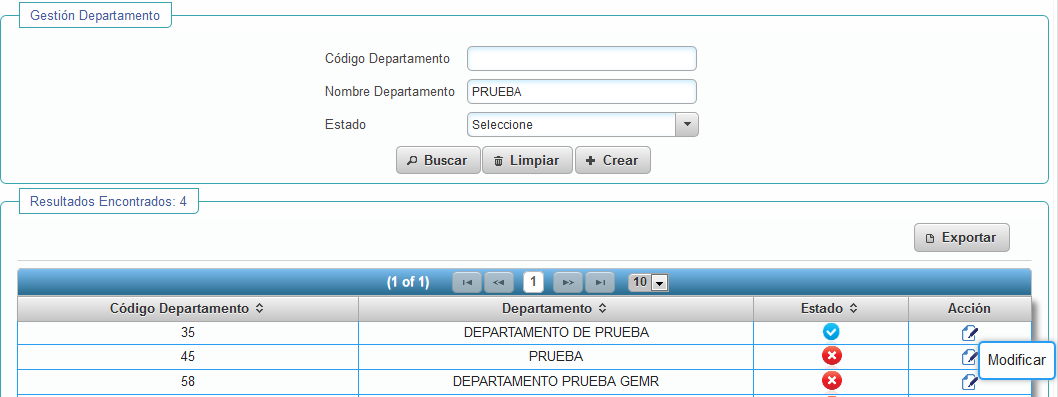 Gestión Departamento
Código Departamento
Nombre Departamento PRUEBA
Estado Seleccione
Buscar Limpiar Crear
Resultados Encontrados: 4
Exportar
(1 of 1) 1 10
Código Departamento Departamento Estado Acción
35 DEPARTAMENTO DE PRUEBA
45 PRUEBA
Modificar
58 DEPARTAMENTO PRUEBA GEMR